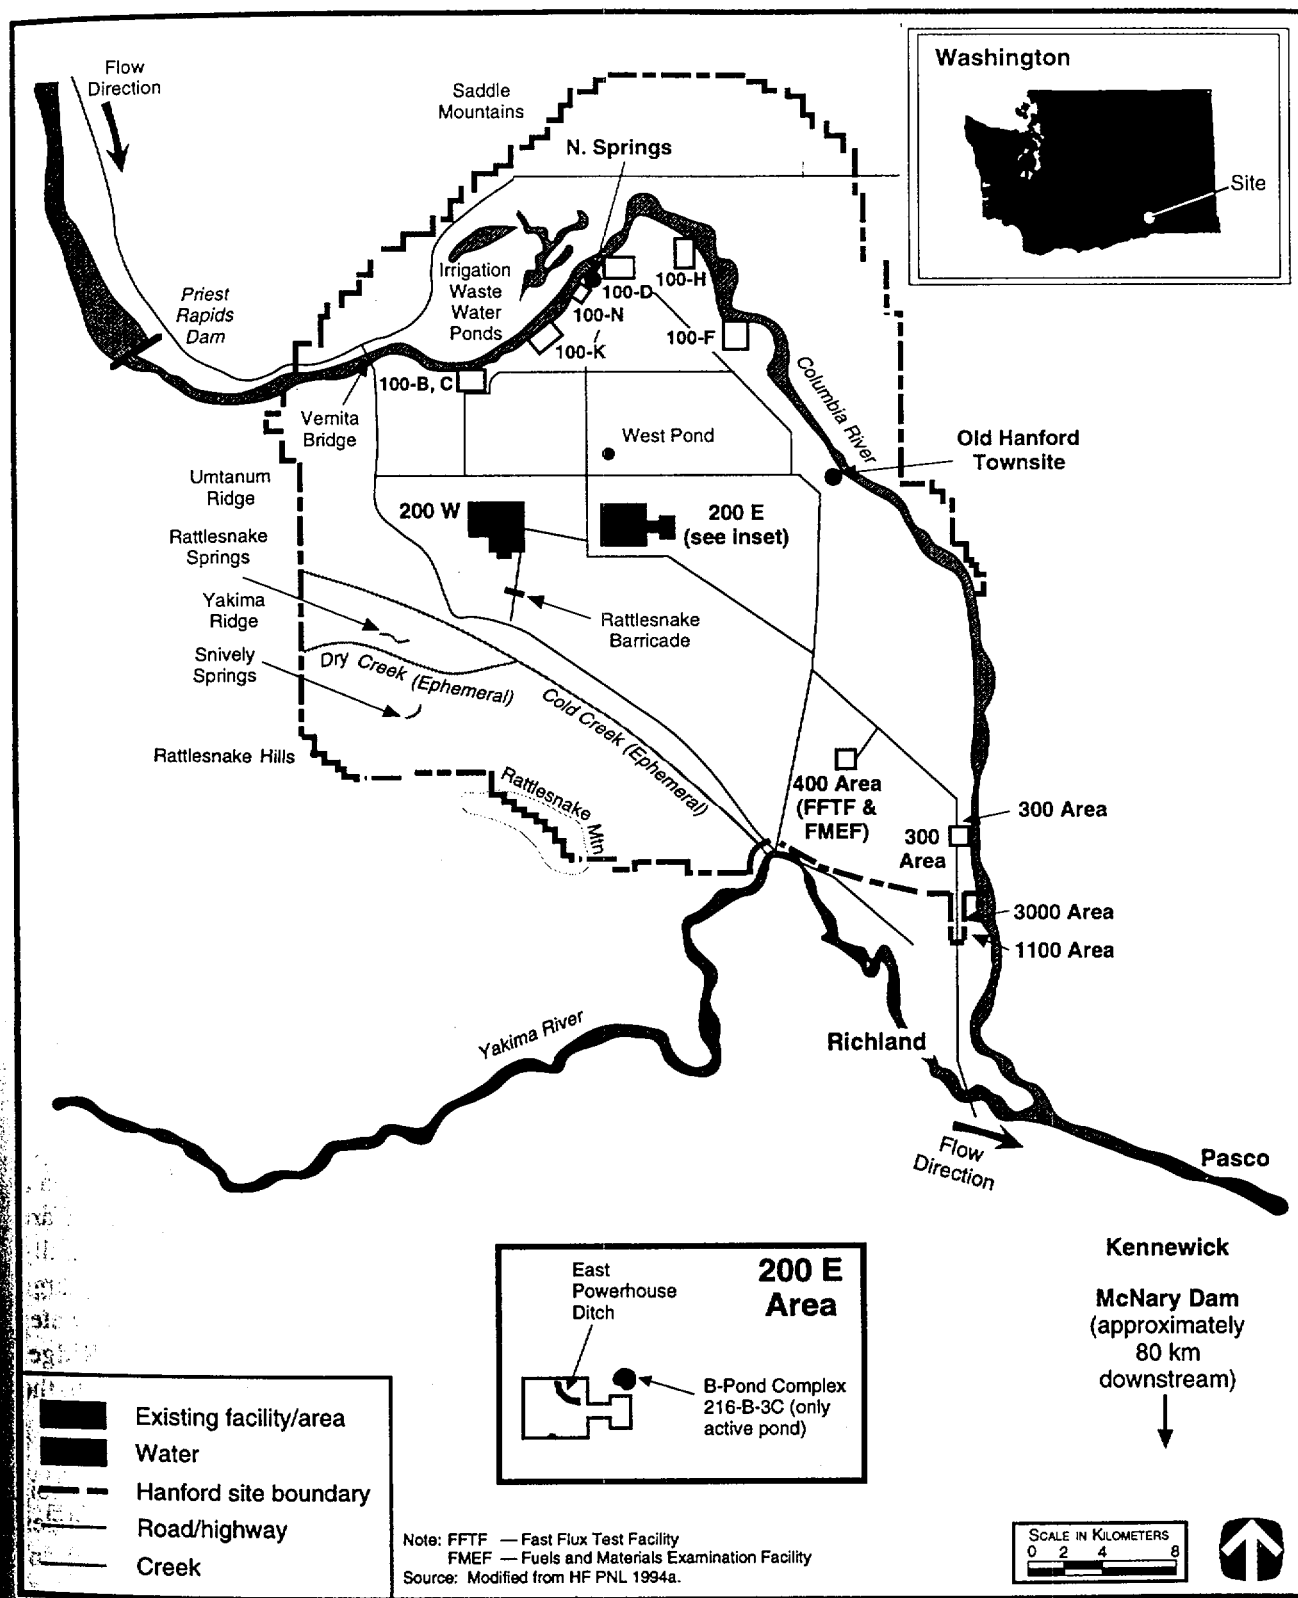 Flow
Direction
Saddle
Mountains
N. Springs
Washington
Site
Irrigation
Waste
Water
Ponds
Priest
Rapids
Dam
100-D
100-H
100-N
100-F
100-K
100-B, C
Vernita
Bridge
Columbia River
West Pond
Old Hanford
Townsite
Umtanum
Ridge
200 W
200 E
(see inset)
Rattlesnake
Springs
Yakima
Ridge
Rattlesnake
Barricade
Snively
Springs
Dry Creek (Ephemeral)
Cold Creek (Ephemeral)
Rattlesnake Hills
Rattlesnake Mtn
400 Area
(FFTF &
FMEF)
300 Area
300
Area
3000 Area
1100 Area
Yakima River
Richland
Flow
Direction
Pasco
Kennewick
McNary Dam
(approximately
80 km
downstream)
200 E
Area
East
Powerhouse
Ditch
B-Pond Complex
216-B-3C (only
active pond)
Existing facility/area
Water
Hanford site boundary
Road/highway
Creek
Note: FFTF — Fast Flux Test Facility
FMEF — Fuels and Materials Examination Facility
Source: Modified from HF PNL 1994a.
SCALE IN KILOMETERS
0 2 4 8